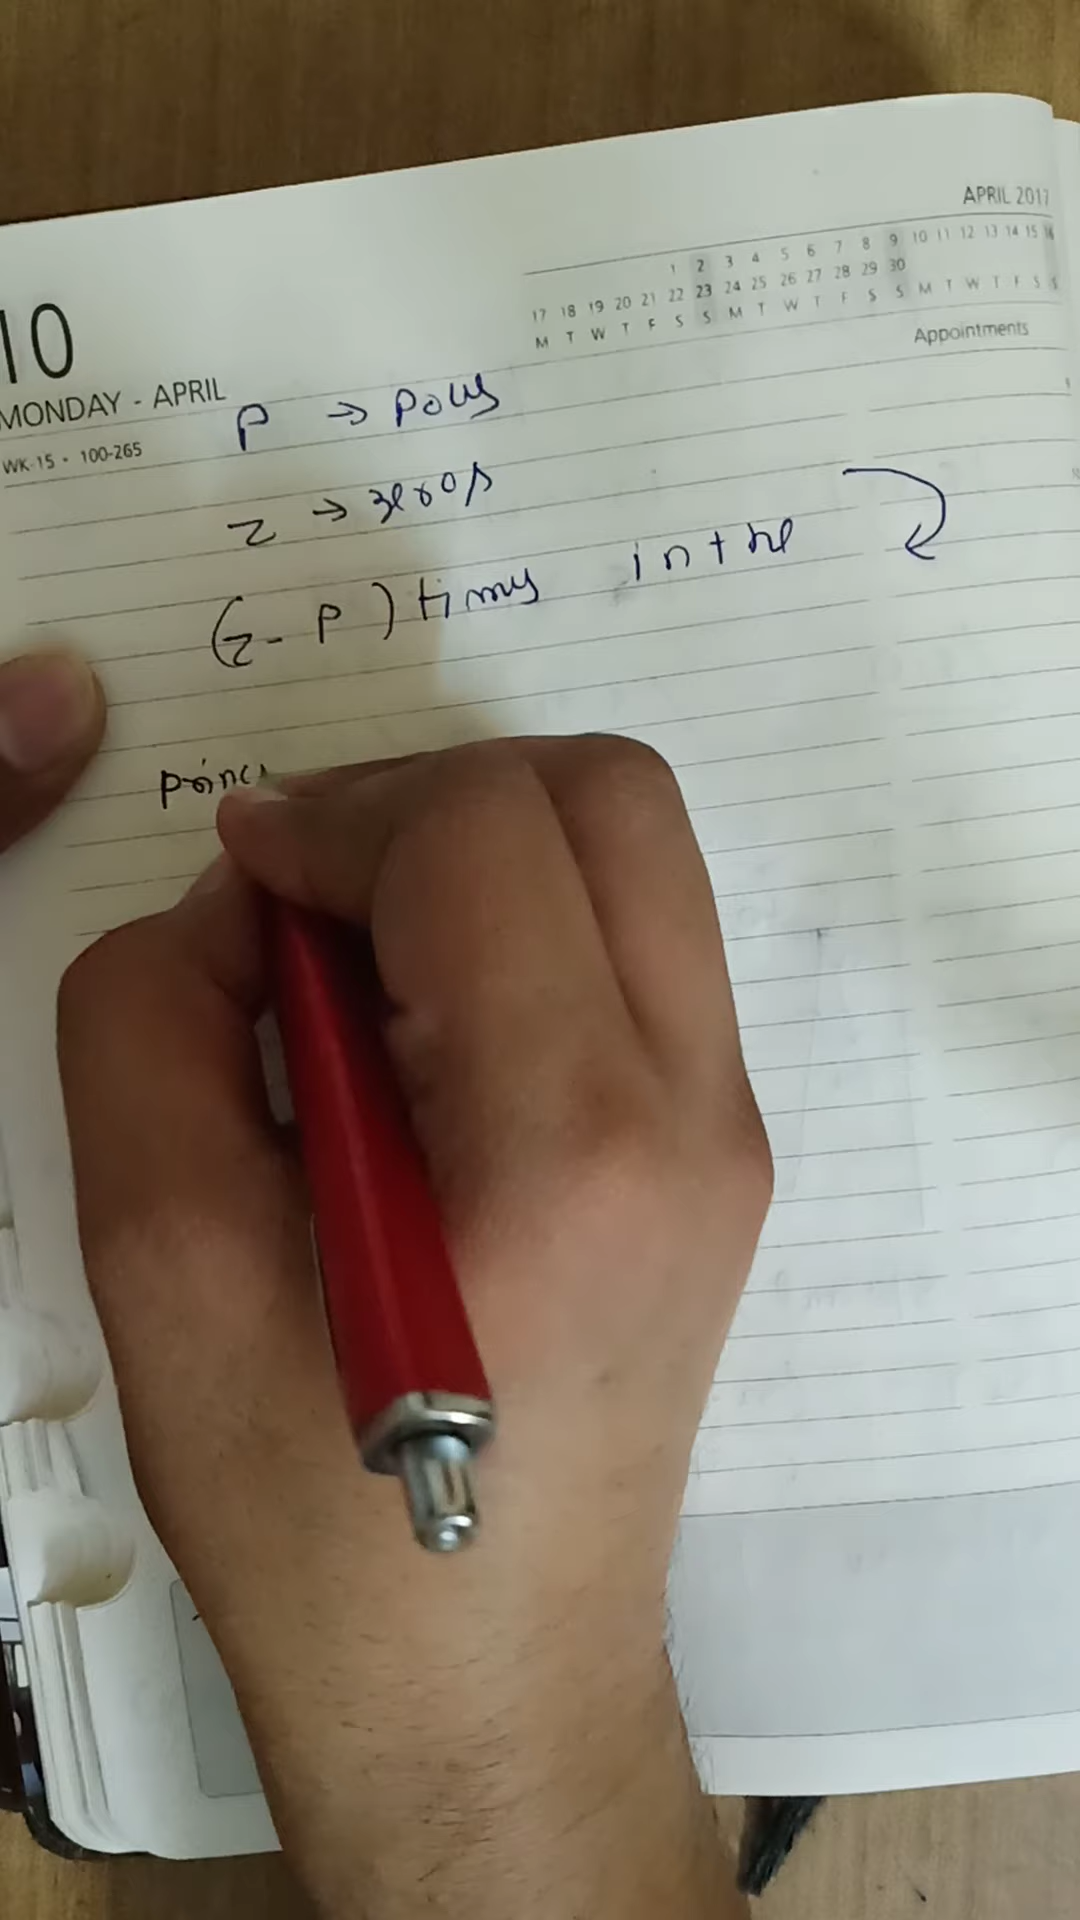 APRIL 2017
1 2 3 4 5 6 7 8 9 10 11 12 13 14 15 16
17 18 19 20 21 22 23 24 25 26 27 28 29 30
M T W T F S S M T W T F S S M T W T F S S
Appointments
10
MONDAY - APRIL
WK-15 • 100-265
P → Poles
Z → zeros
(Z - P) times in the
princ